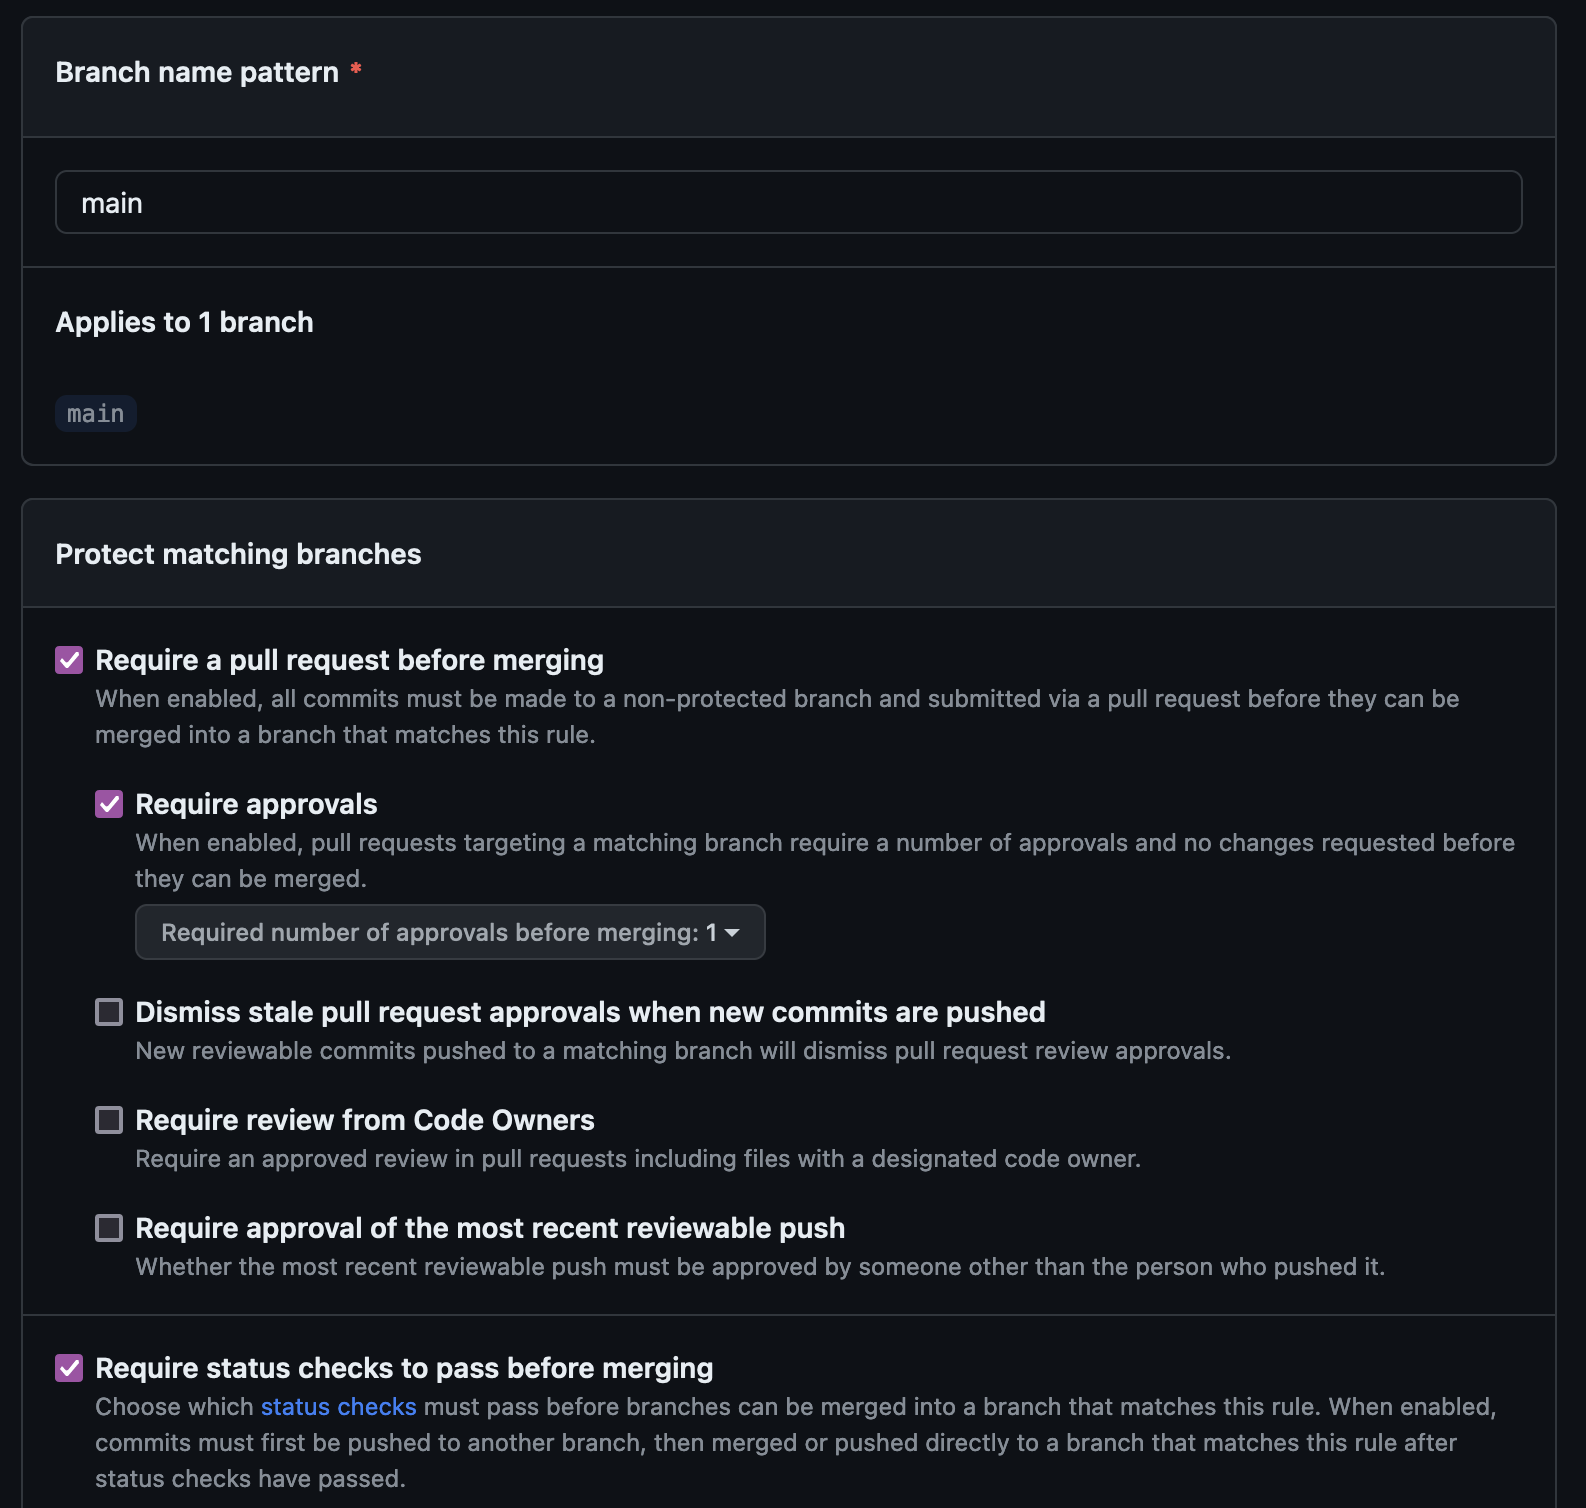 Branch name pattern *
main
Applies to 1 branch
main
Protect matching branches
Require a pull request before merging
When enabled, all commits must be made to a non-protected branch and submitted via a pull request before they can be
merged into a branch that matches this rule.
Require approvals
When enabled, pull requests targeting a matching branch require a number of approvals and no changes requested before
they can be merged.
Required number of approvals before merging: 1
Dismiss stale pull request approvals when new commits are pushed
New reviewable commits pushed to a matching branch will dismiss pull request review approvals.
Require review from Code Owners
Require an approved review in pull requests including files with a designated code owner.
Require approval of the most recent reviewable push
Whether the most recent reviewable push must be approved by someone other than the person who pushed it.
Require status checks to pass before merging
Choose which status checks must pass before branches can be merged into a branch that matches this rule. When enabled,
commits must first be pushed to another branch, then merged or pushed directly to a branch that matches this rule after
status checks have passed.